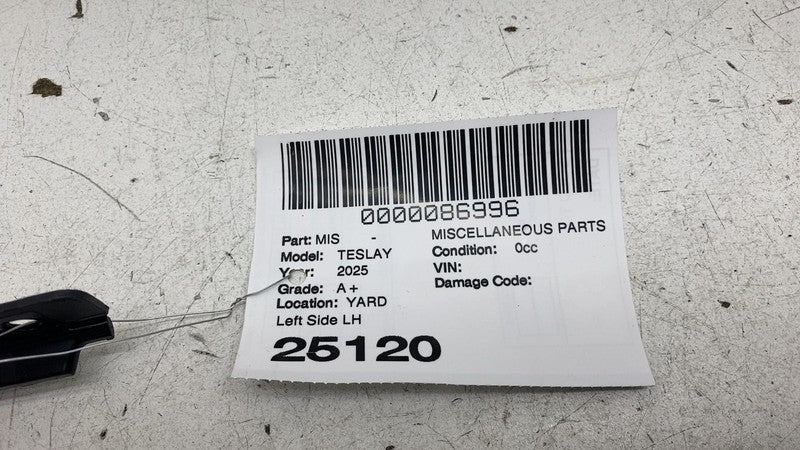 0000086996
Part: MIS - MISCELLANEOUS PARTS
Model: TESLAY Condition: 0cc
Year: 2025 VIN:
Grade: A+ Damage Code:
Location: YARD
Left Side LH
25120